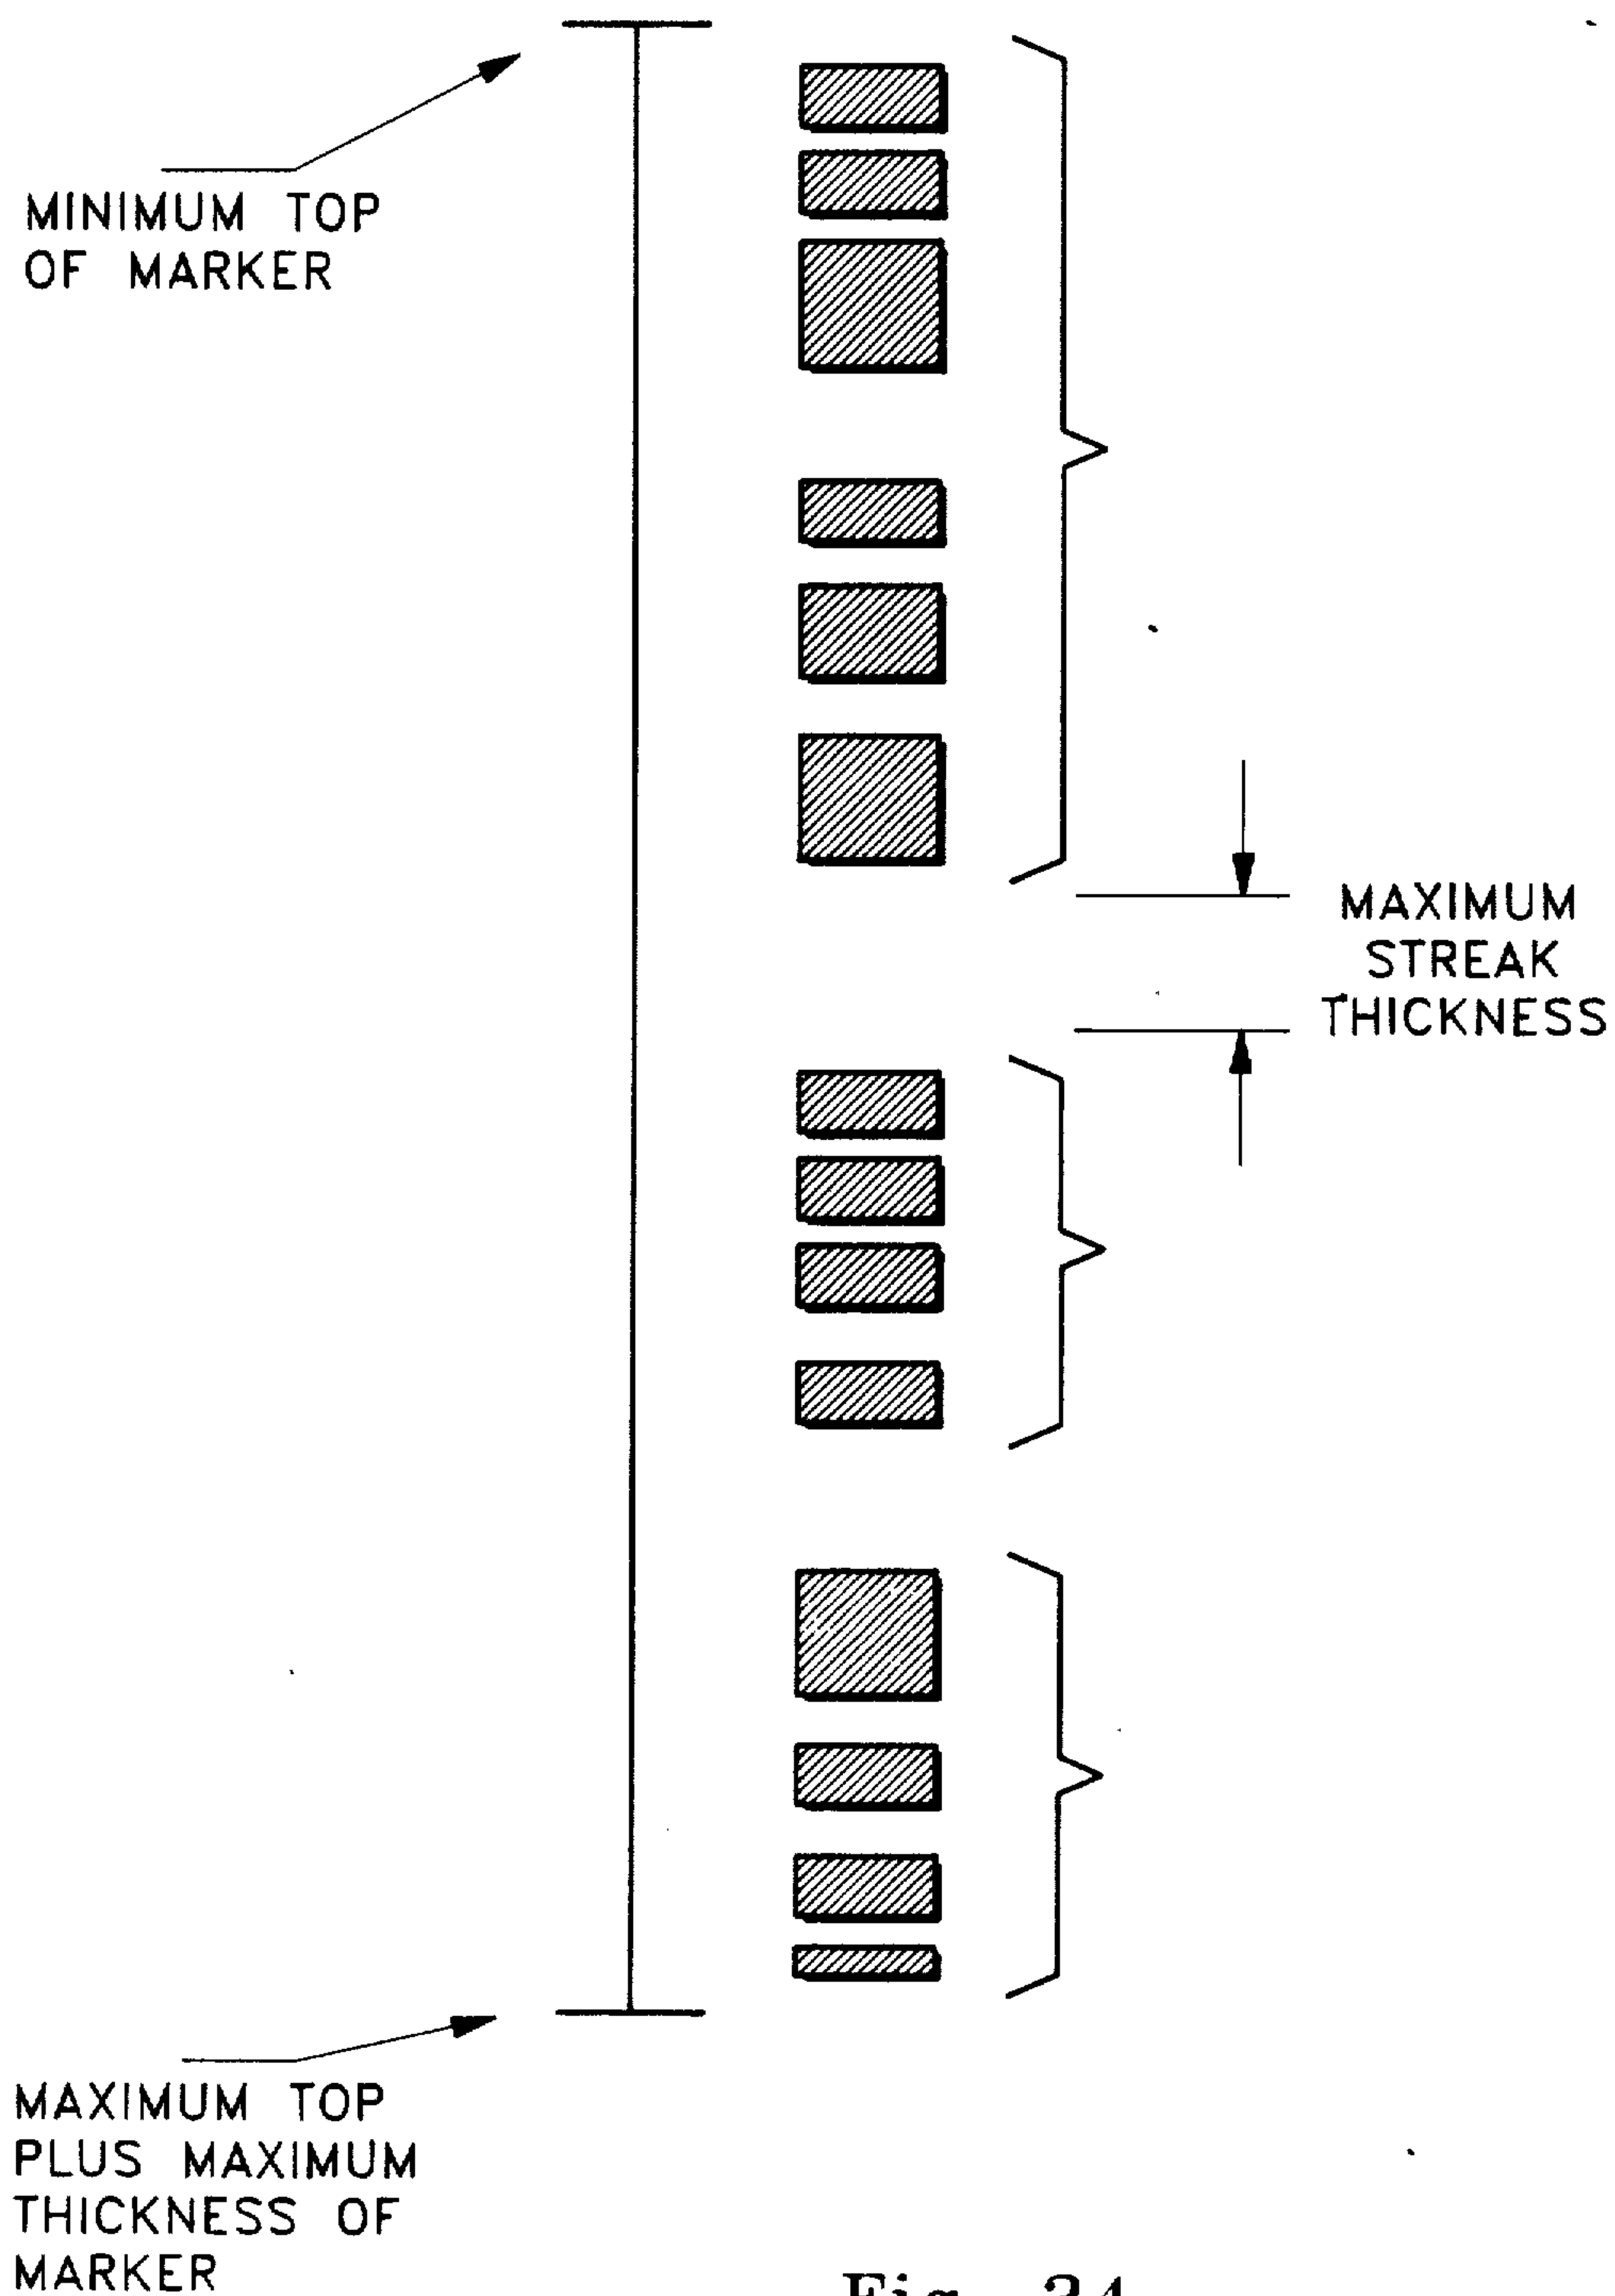 MINIMUM TOP
OF MARKER
MAXIMUM
STREAK
THICKNESS
MAXIMUM TOP
PLUS MAXIMUM
THICKNESS OF
MARKER